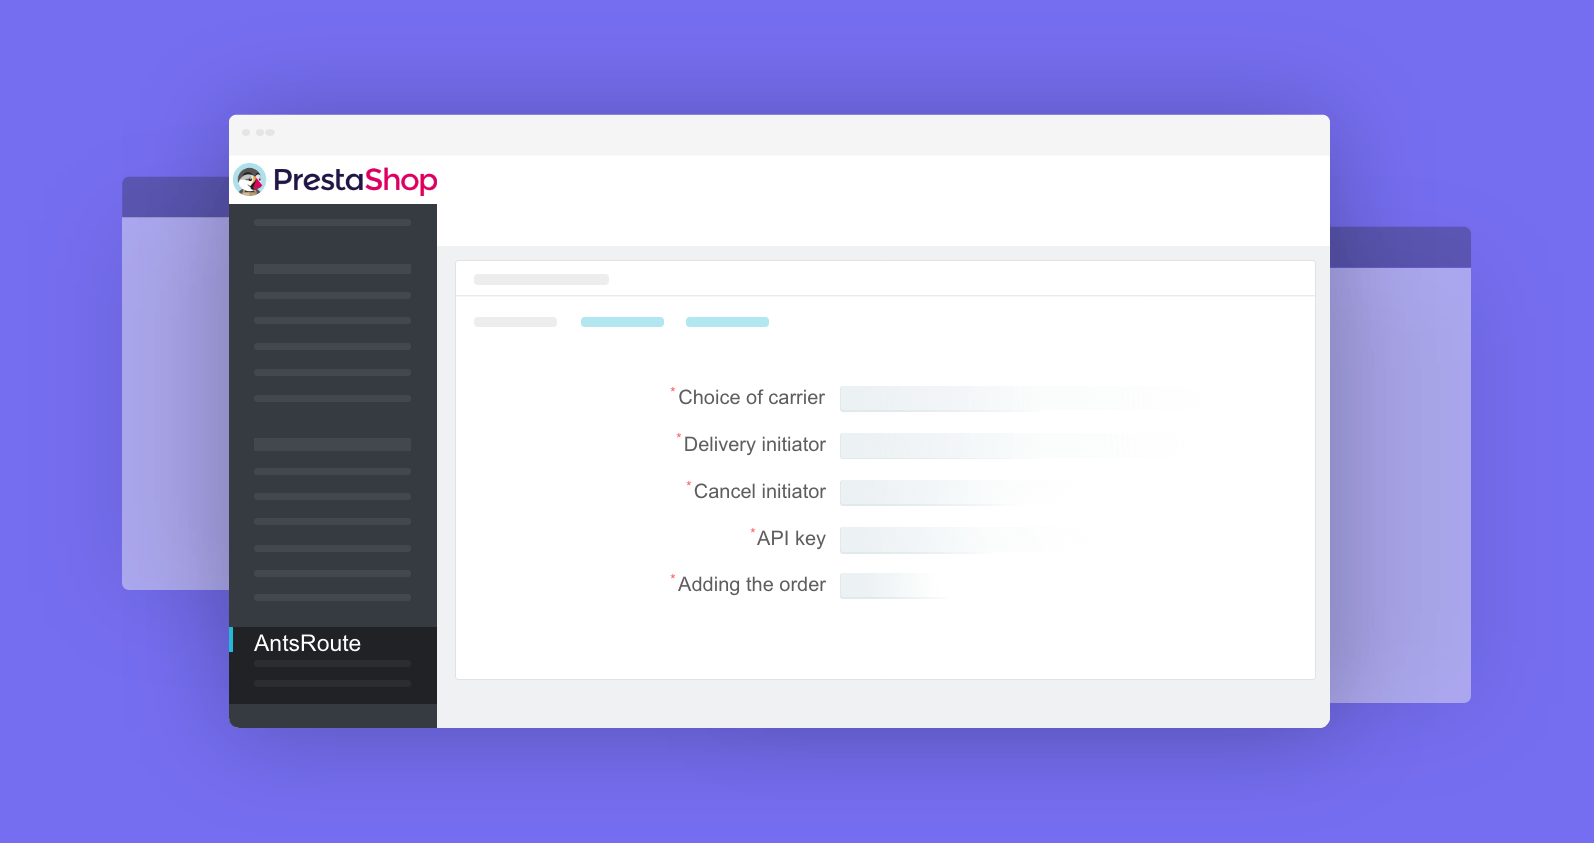 PrestaShop
*Choice of carrier
*Delivery initiator
*Cancel initiator
*API key
*Adding the order
AntsRoute